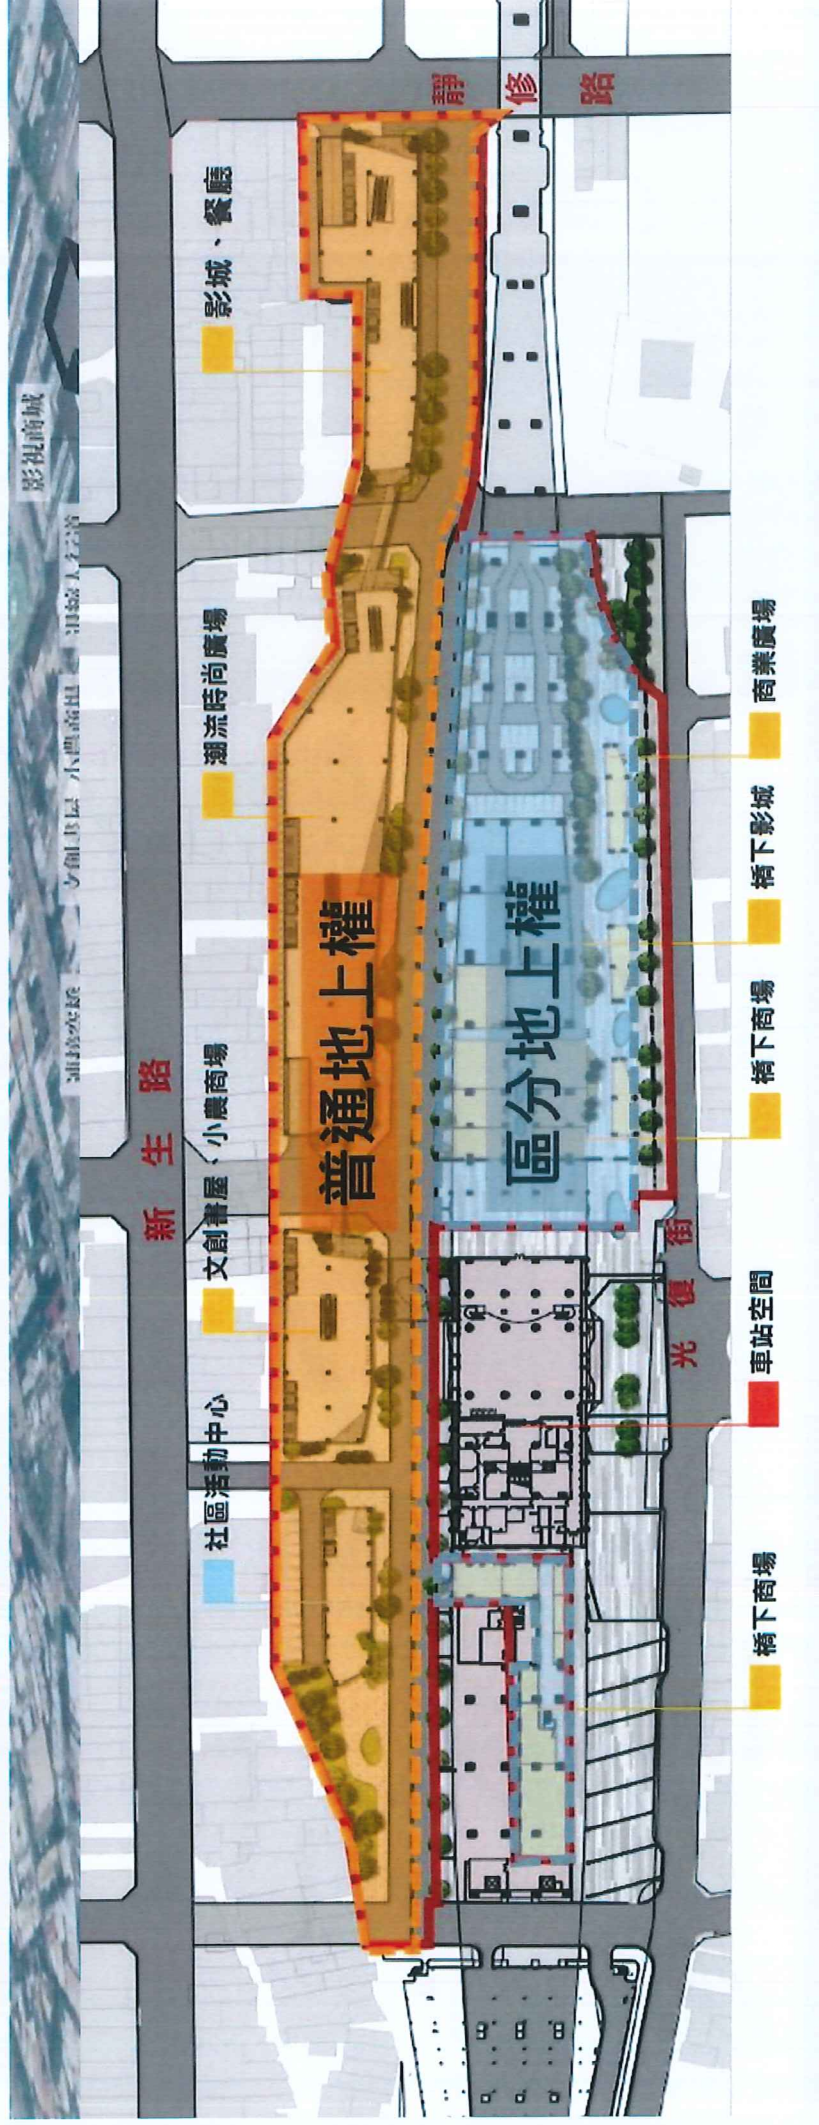 影視商城
新生路
社區活動中心
文創書屋、小農商場
潮流時尚廣場
影城、餐廳
普通地上權
靜修路
區分地上權
光復街
橋下商場
車站空間
橋下商場
橋下影城
商業廣場